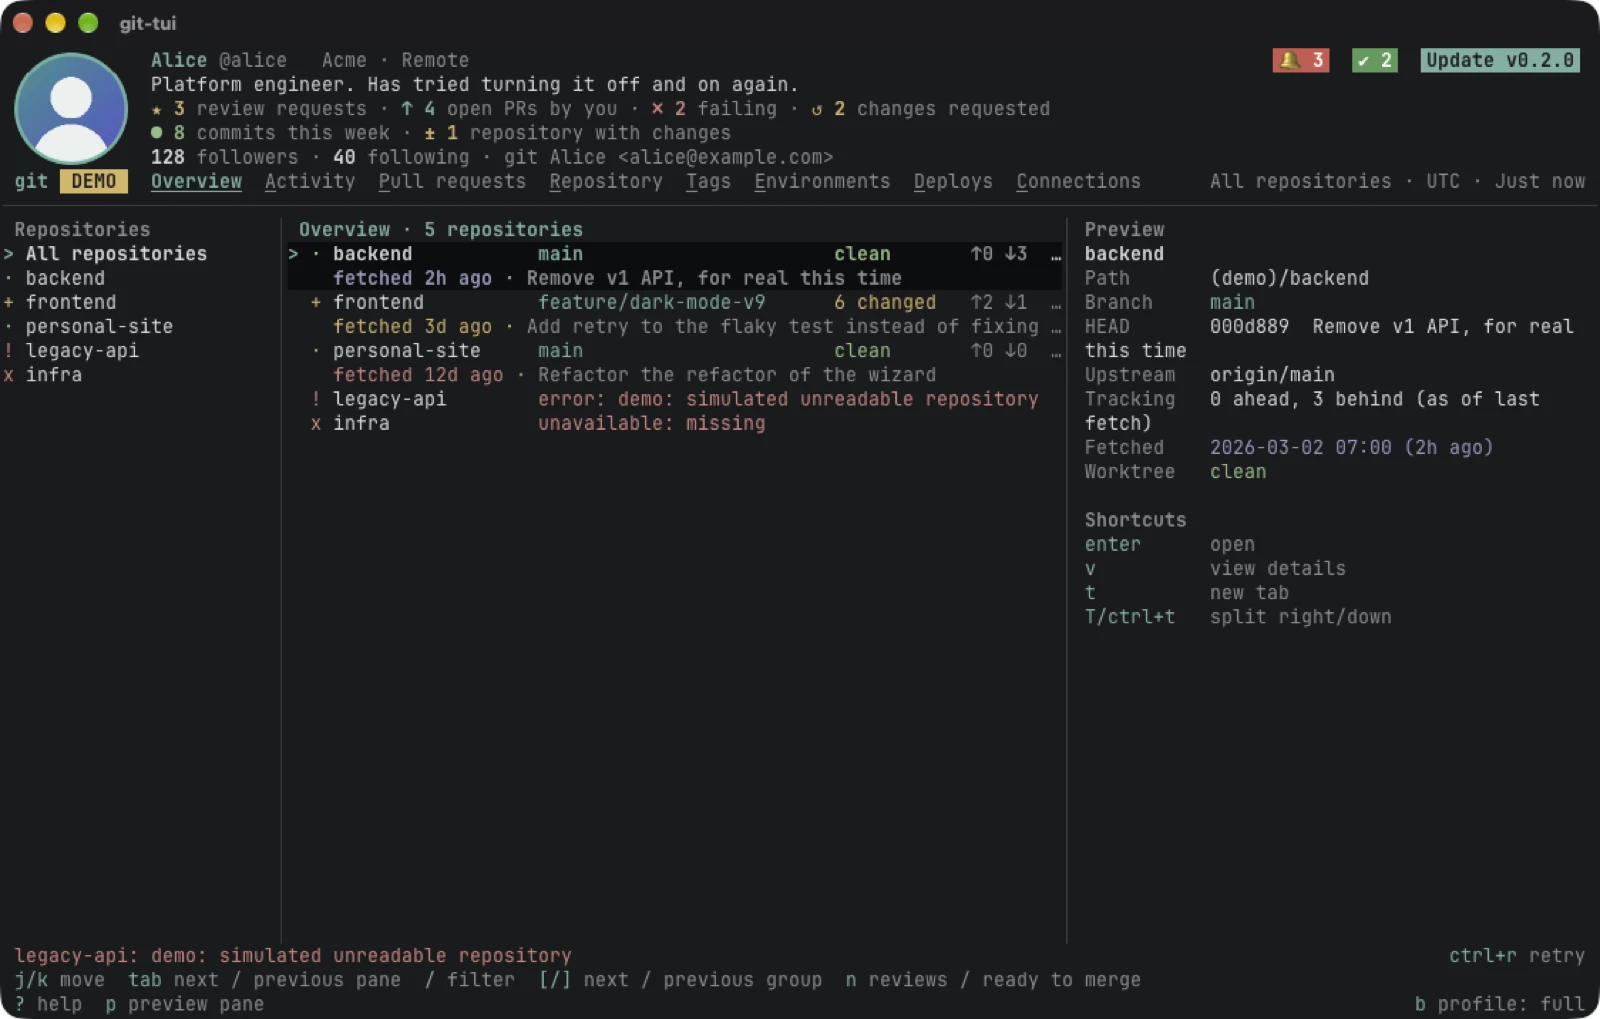 git-tui
Alice @alice Acme · Remote
🔔 3 ✔ 2 Update v0.2.0
Platform engineer. Has tried turning it off and on again.
★ 3 review requests · ↑ 4 open PRs by you · × 2 failing · ↺ 2 changes requested
● 8 commits this week · ± 1 repository with changes
128 followers · 40 following · git Alice <alice@example.com>
git DEMO Overview Activity Pull requests Repository Tags Environments Deploys Connections All repositories · UTC · Just now
Repositories
> All repositories
· backend
+ frontend
· personal-site
! legacy-api
x infra
Overview · 5 repositories
> · backend main clean ↑0 ↓3 …
fetched 2h ago · Remove v1 API, for real this time
+ frontend feature/dark-mode-v9 6 changed ↑2 ↓1 …
fetched 3d ago · Add retry to the flaky test instead of fixing …
· personal-site main clean ↑0 ↓0 …
fetched 12d ago · Refactor the refactor of the wizard
! legacy-api error: demo: simulated unreadable repository
x infra unavailable: missing
Preview
backend
Path (demo)/backend
Branch main
HEAD 000d889 Remove v1 API, for real
this time
Upstream origin/main
Tracking 0 ahead, 3 behind (as of last
fetch)
Fetched 2026-03-02 07:00 (2h ago)
Worktree clean
Shortcuts
enter open
v view details
t new tab
T/ctrl+t split right/down
legacy-api: demo: simulated unreadable repository ctrl+r retry
j/k move tab next / previous pane / filter [/] next / previous group n reviews / ready to merge
? help p preview pane b profile: full